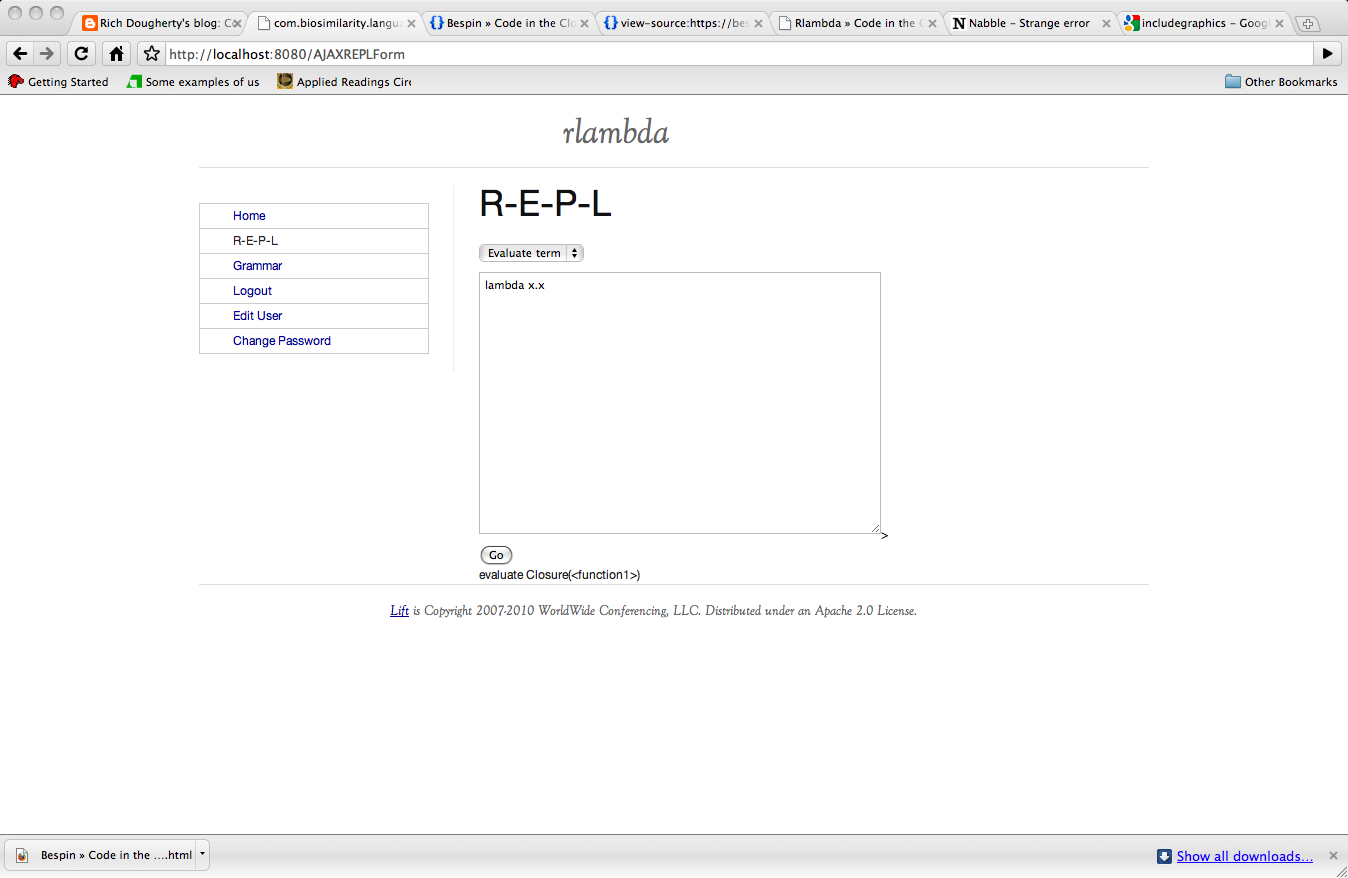 Rich Dougherty's blog: Co
com.biosimilarity.langua
Bespin » Code in the Clo
view-source:https://bes
Rlambda » Code in the C
Nabble – Strange error
includegraphics – Googl
http://localhost:8080/AJAXREPLForm
Getting Started
Some examples of us
Applied Readings Circ
Other Bookmarks
rlambda
Home
R-E-P-L
Grammar
Logout
Edit User
Change Password
R-E-P-L
Evaluate term
lambda x.x
>
Go
evaluate Closure(<function1>)
Lift is Copyright 2007-2010 WorldWide Conferencing, LLC. Distributed under an Apache 2.0 License.
Bespin » Code in the ....html
Show all downloads...